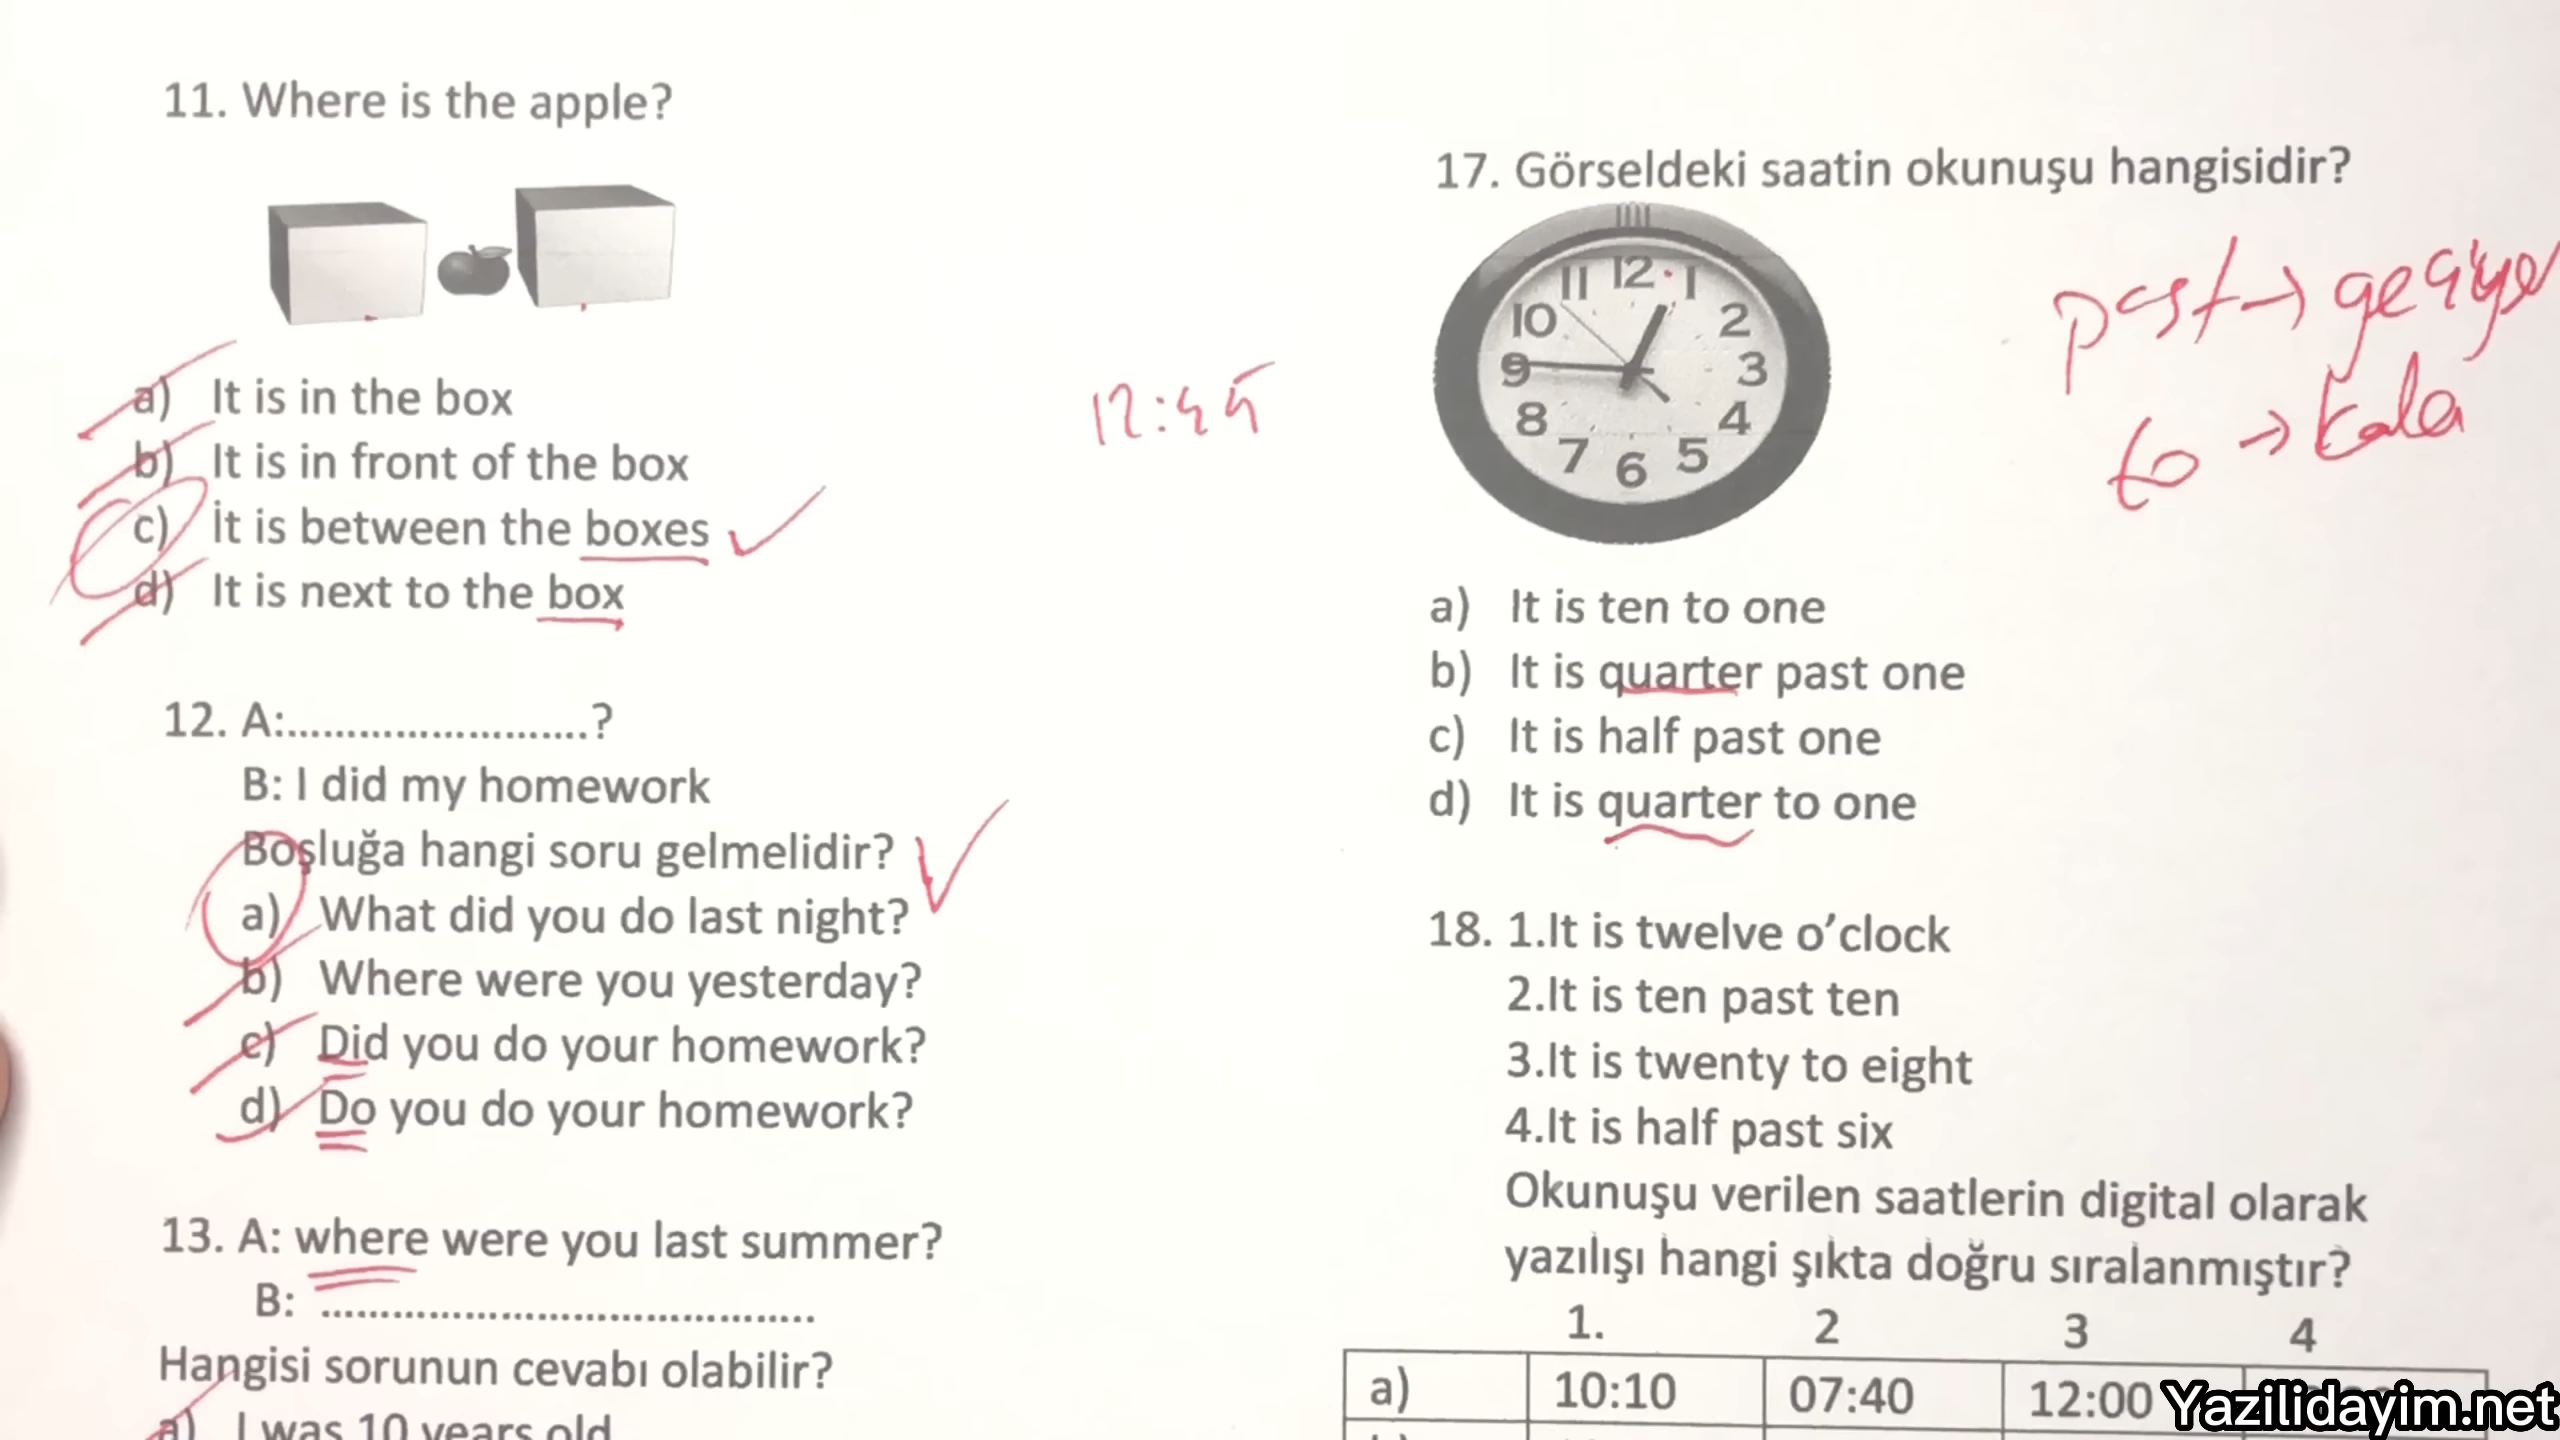 11. Where is the apple?
a) It is in the box
b) It is in front of the box
c) İt is between the boxes
d) It is next to the box
12. A:..........................?
B: I did my homework
Boşluğa hangi soru gelmelidir?
a) What did you do last night?
b) Where were you yesterday?
c) Did you do your homework?
d) Do you do your homework?
13. A: where were you last summer?
B: ..........................................
Hangisi sorunun cevabı olabilir?
a) I was 10 years old
12:45
17. Görseldeki saatin okunuşu hangisidir?
11 12 1
10 2
9 3
8 4
7 6 5
past → geçiyor
to → kala
a) It is ten to one
b) It is quarter past one
c) It is half past one
d) It is quarter to one
18. 1.It is twelve o’clock
2.It is ten past ten
3.It is twenty to eight
4.It is half past six
Okunuşu verilen saatlerin digital olarak
yazılışı hangi şıkta doğru sıralanmıştır?
1. 2 3 4
a) 10:10 07:40 12:00
Yazilidayim.net